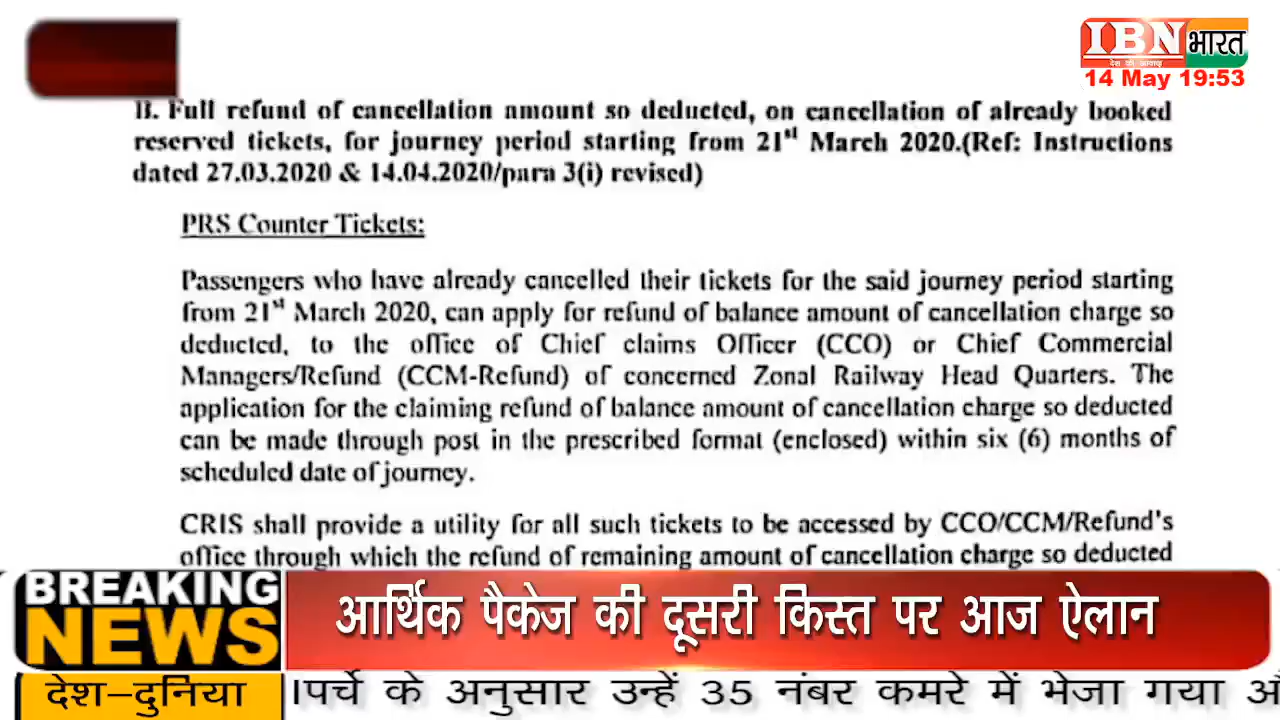 IBN भारत
देश की आवाज़
14 May 19:53
B. Full refund of cancellation amount so deducted, on cancellation of already booked
reserved tickets, for journey period starting from 21st March 2020.(Ref: Instructions
dated 27.03.2020 & 14.04.2020/para 3(i) revised)
PRS Counter Tickets:
Passengers who have already cancelled their tickets for the said journey period starting
from 21st March 2020, can apply for refund of balance amount of cancellation charge so
deducted, to the office of Chief claims Officer (CCO) or Chief Commercial
Managers/Refund (CCM-Refund) of concerned Zonal Railway Head Quarters. The
application for the claiming refund of balance amount of cancellation charge so deducted
can be made through post in the prescribed format (enclosed) within six (6) months of
scheduled date of journey.
CRIS shall provide a utility for all such tickets to be accessed by CCO/CCM/Refund's
office through which the refund of remaining amount of cancellation charge so deducted
BREAKING
NEWS
आर्थिक पैकेज की दूसरी किस्त पर आज ऐलान
देश-दुनिया
।पर्चे के अनुसार उन्हें 35 नंबर कमरे में भेजा गया